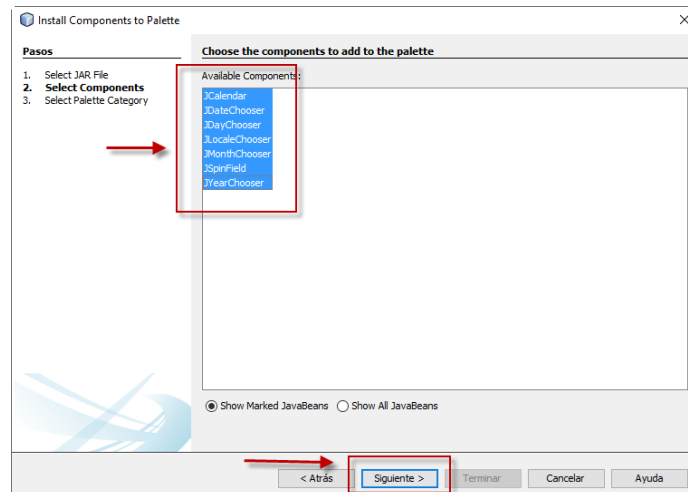 Install Components to Palette
Pasos
1. Select JAR File
2. Select Components
3. Select Palette Category
Choose the components to add to the palette
Available Components:
JCalendar
JDateChooser
JDayChooser
JLocaleChooser
JMonthChooser
JSpinField
JYearChooser
Show Marked JavaBeans Show All JavaBeans
< Atrás Siguiente > Terminar Cancelar Ayuda